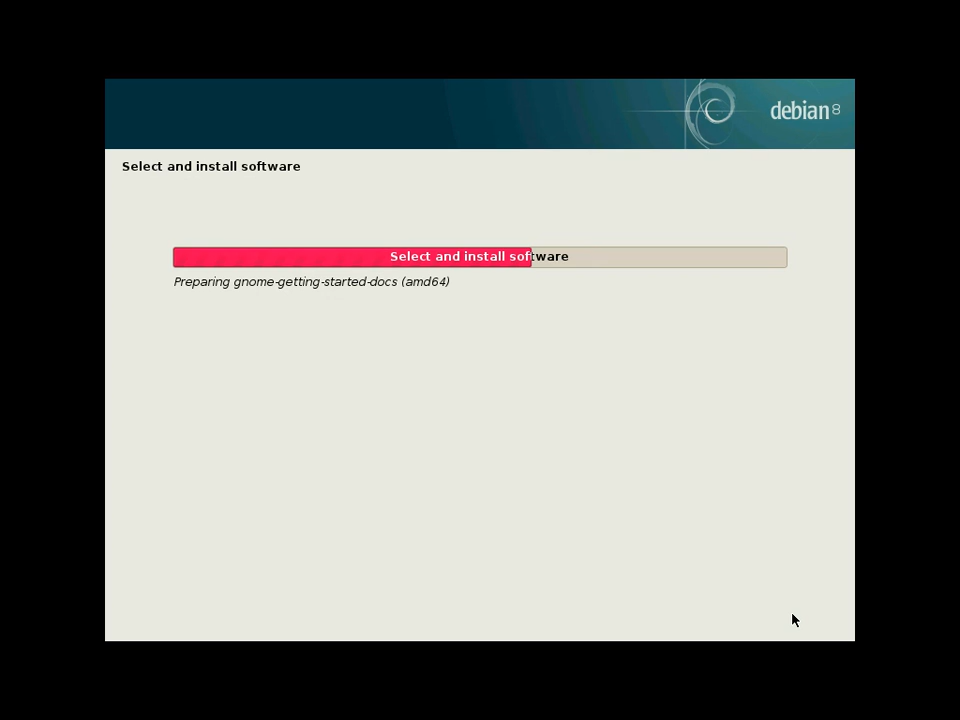 debian 8
Select and install software
Select and install software
Preparing gnome-getting-started-docs (amd64)